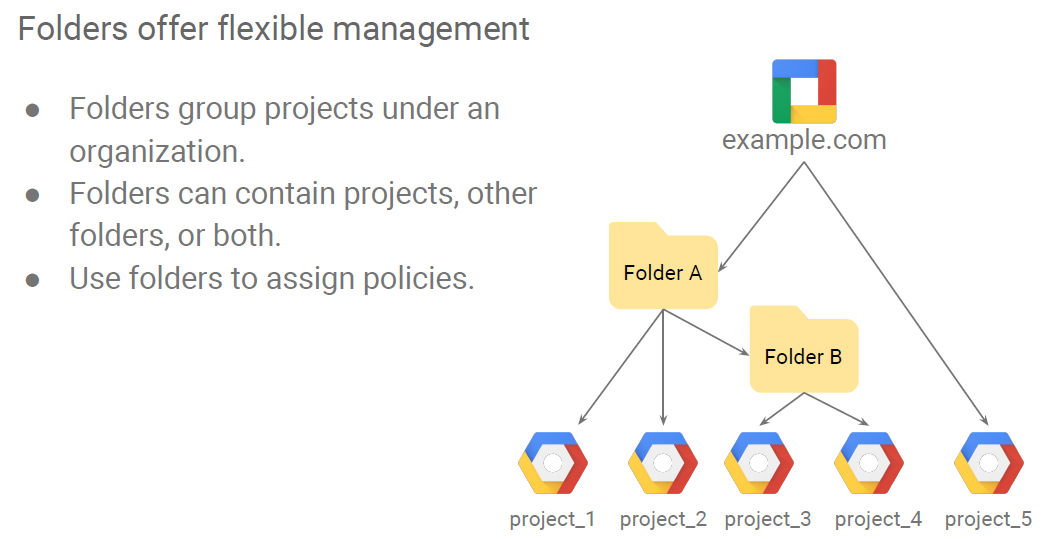 Folders offer flexible management
● Folders group projects under an
organization.
● Folders can contain projects, other
folders, or both.
● Use folders to assign policies.
example.com
Folder A
Folder B
project_1
project_2
project_3
project_4
project_5